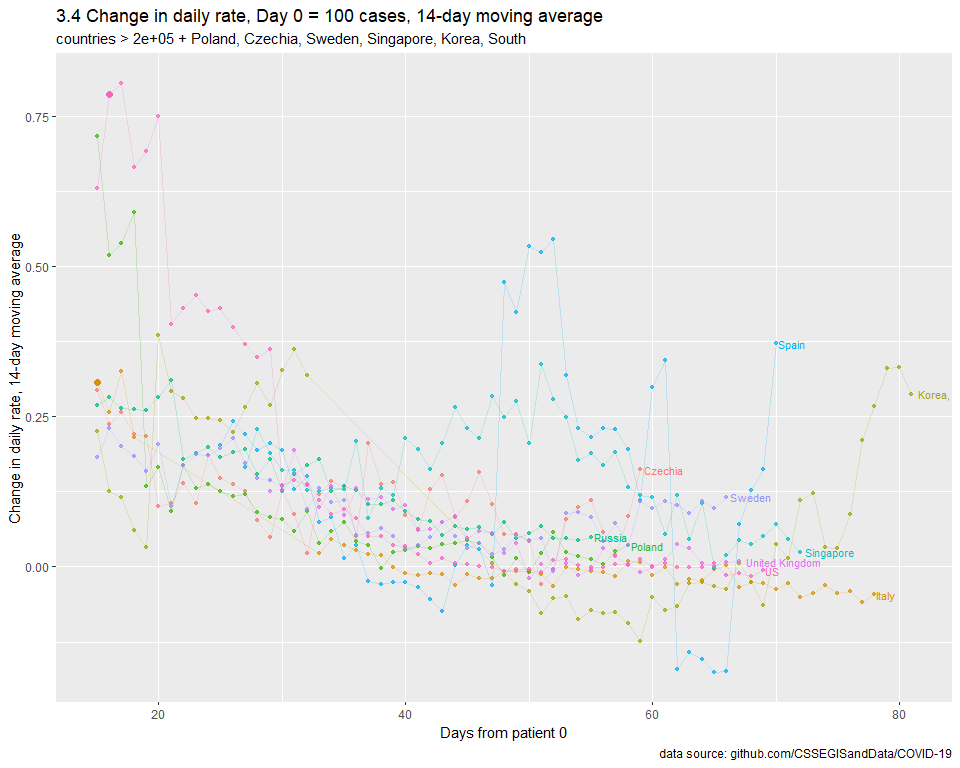 3.4 Change in daily rate, Day 0 = 100 cases, 14-day moving average
countries > 2e+05 + Poland, Czechia, Sweden, Singapore, Korea, South
Change in daily rate, 14-day moving average
0.75
0.50
0.25
0.00
Spain
Korea,
Czechia
Sweden
Russia
Poland
Singapore
United Kingdom
US
Italy
20
40
60
80
Days from patient 0
data source: github.com/CSSEGISandData/COVID-19